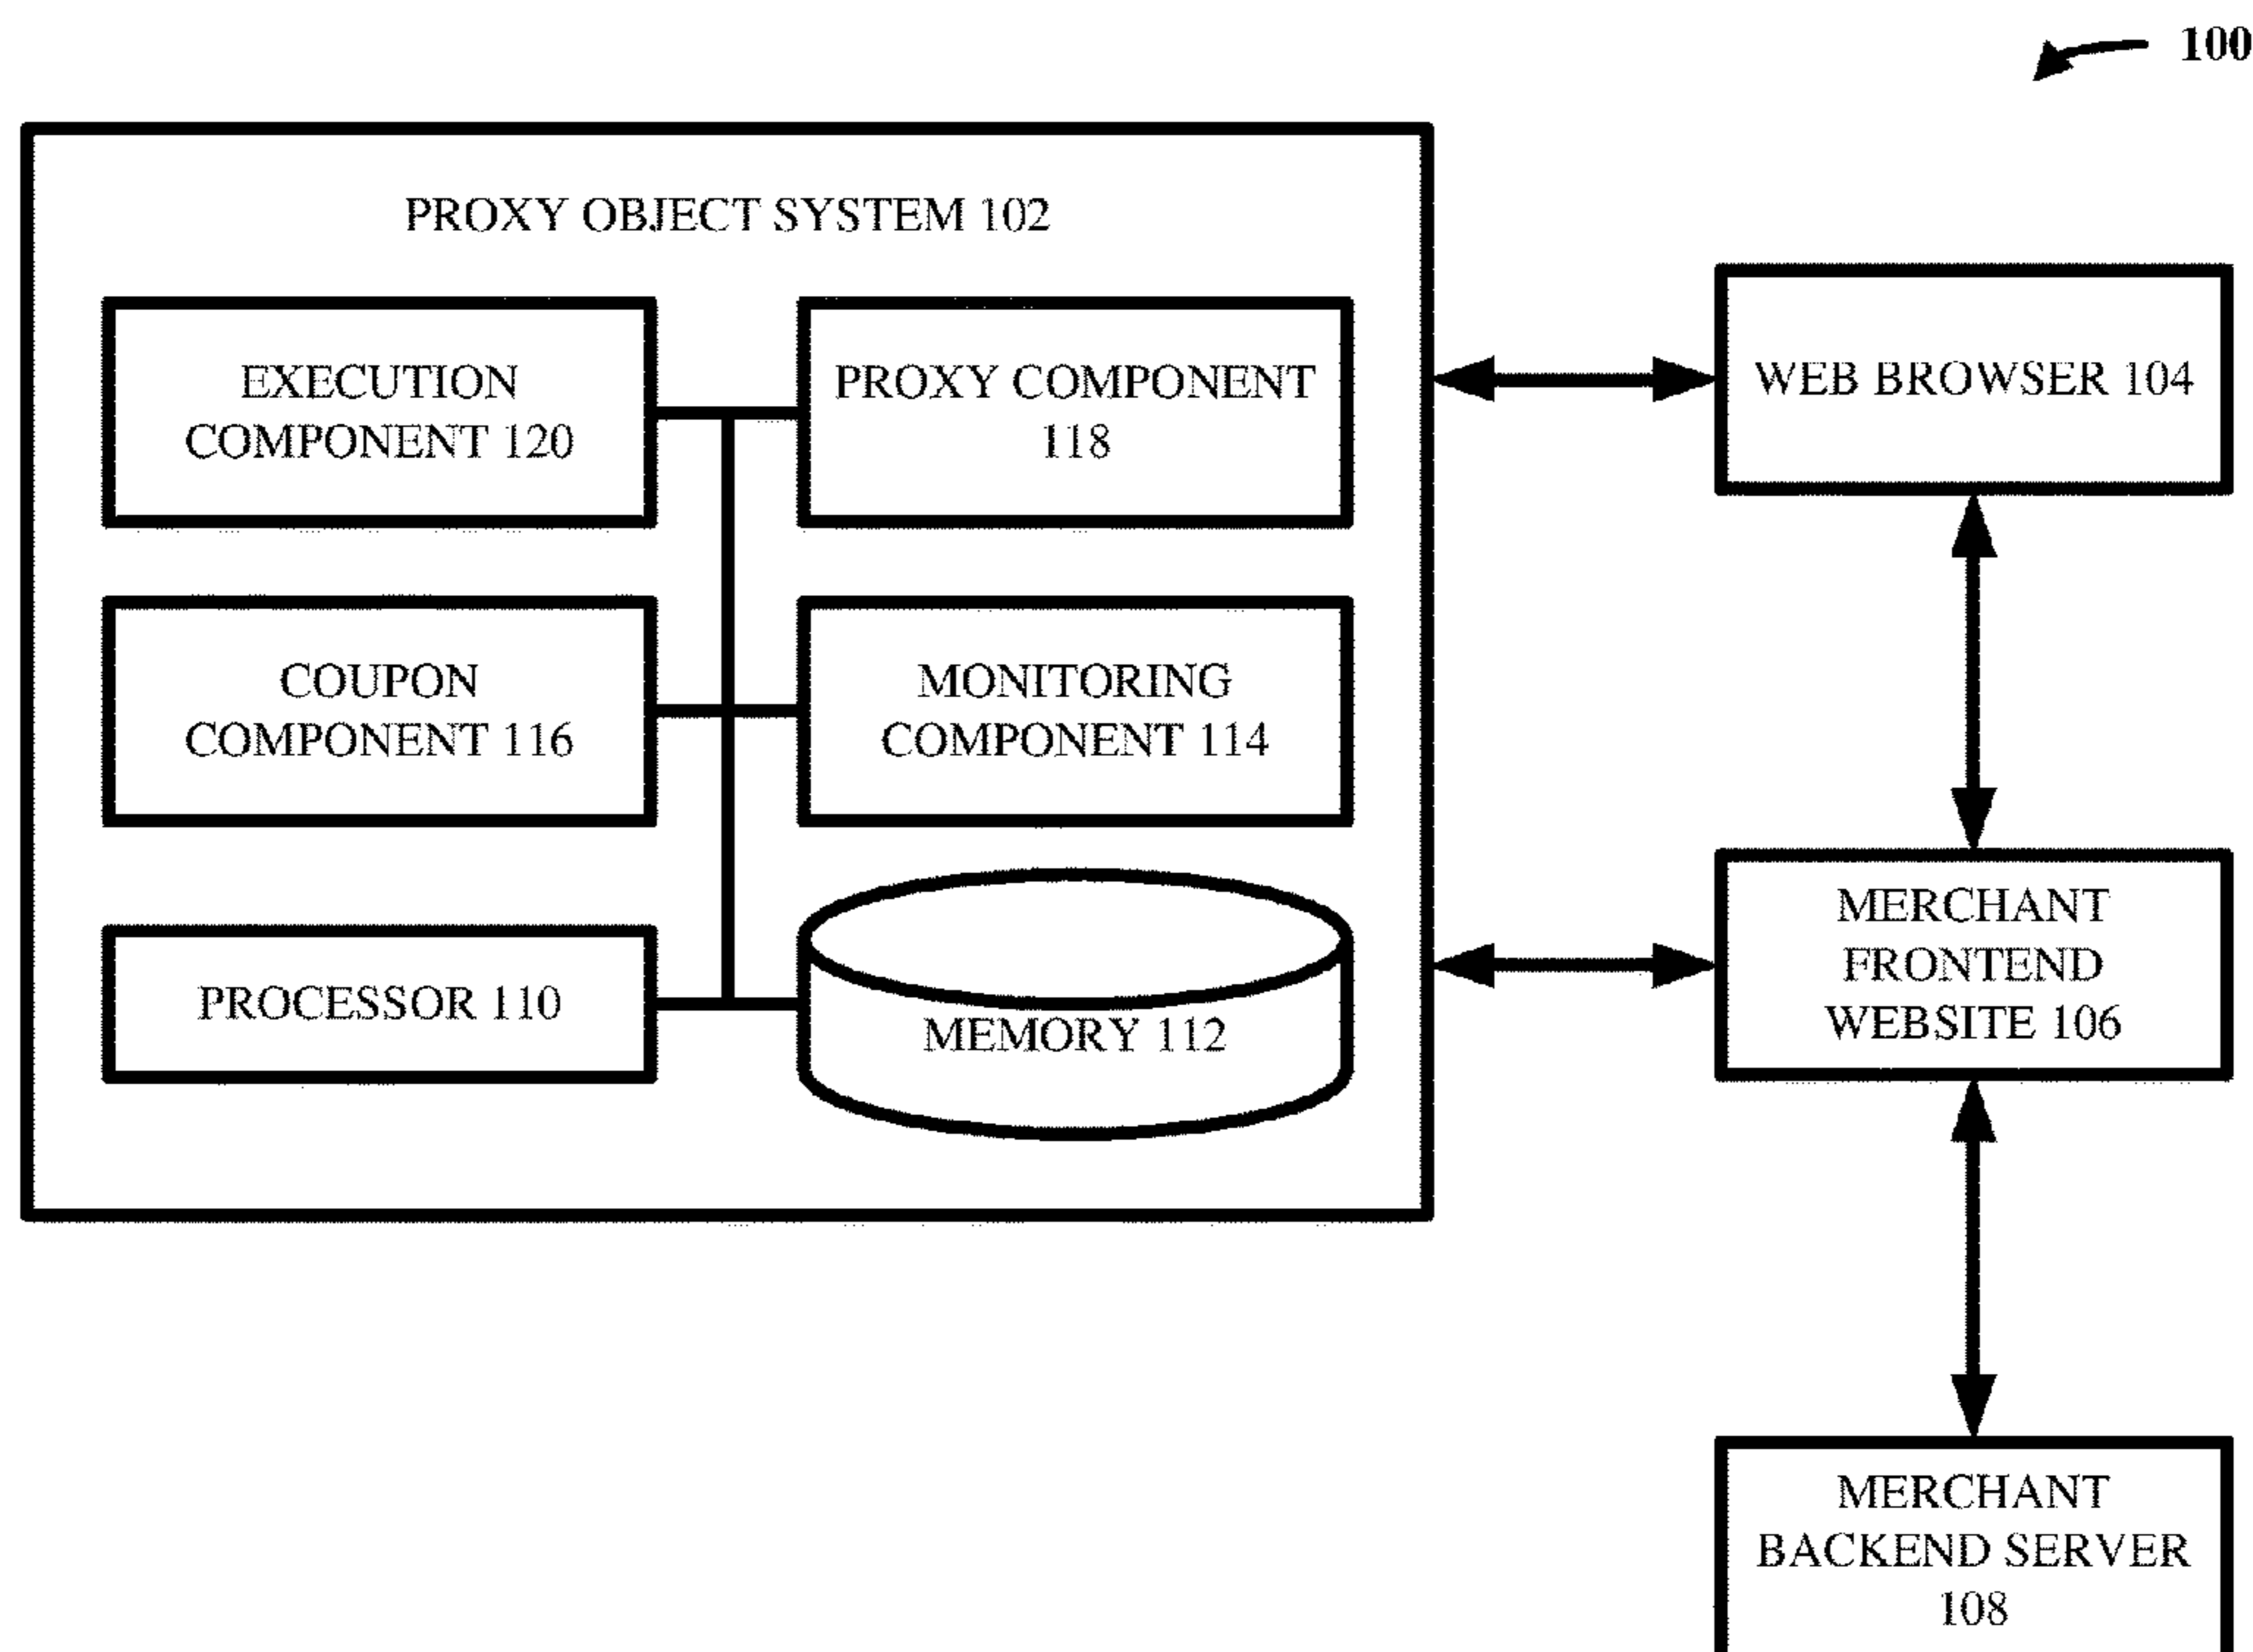 100
PROXY OBJECT SYSTEM 102
EXECUTION
COMPONENT 120
PROXY COMPONENT
118
WEB BROWSER 104
COUPON
COMPONENT 116
MONITORING
COMPONENT 114
PROCESSOR 110
MEMORY 112
MERCHANT
FRONTEND
WEBSITE 106
MERCHANT
BACKEND SERVER
108